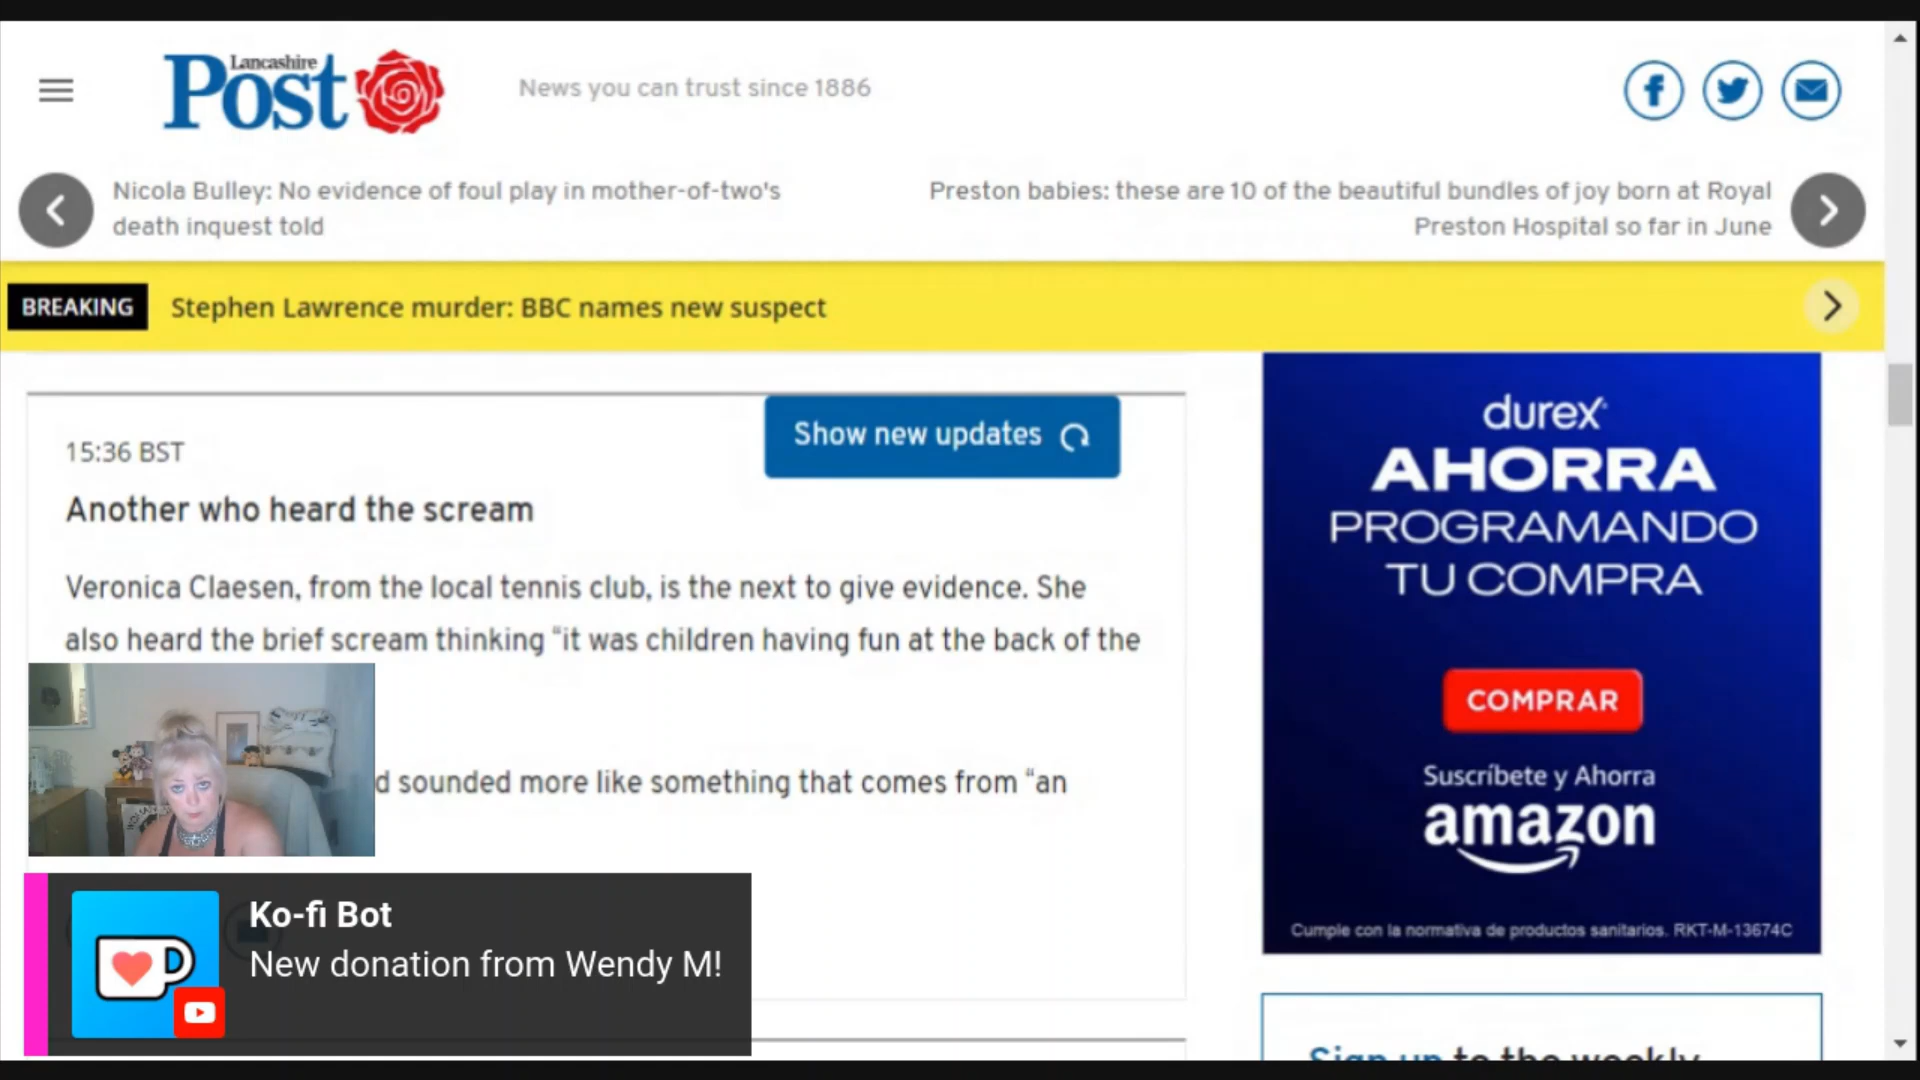 Lancashire
Post
News you can trust since 1886
Nicola Bulley: No evidence of foul play in mother-of-two's
death inquest told
Preston babies: these are 10 of the beautiful bundles of joy born at Royal
Preston Hospital so far in June
BREAKING
Stephen Lawrence murder: BBC names new suspect
Show new updates
15:36 BST
Another who heard the scream
Veronica Claesen, from the local tennis club, is the next to give evidence. She
also heard the brief scream thinking “it was children having fun at the back of the
d sounded more like something that comes from “an
Ko-fi Bot
New donation from Wendy M!
durex
AHORRA
PROGRAMANDO
TU COMPRA
COMPRAR
Suscríbete y Ahorra
amazon
Cumple con la normativa de productos sanitarios. RKT-M-13674C
Sign up to the weekly